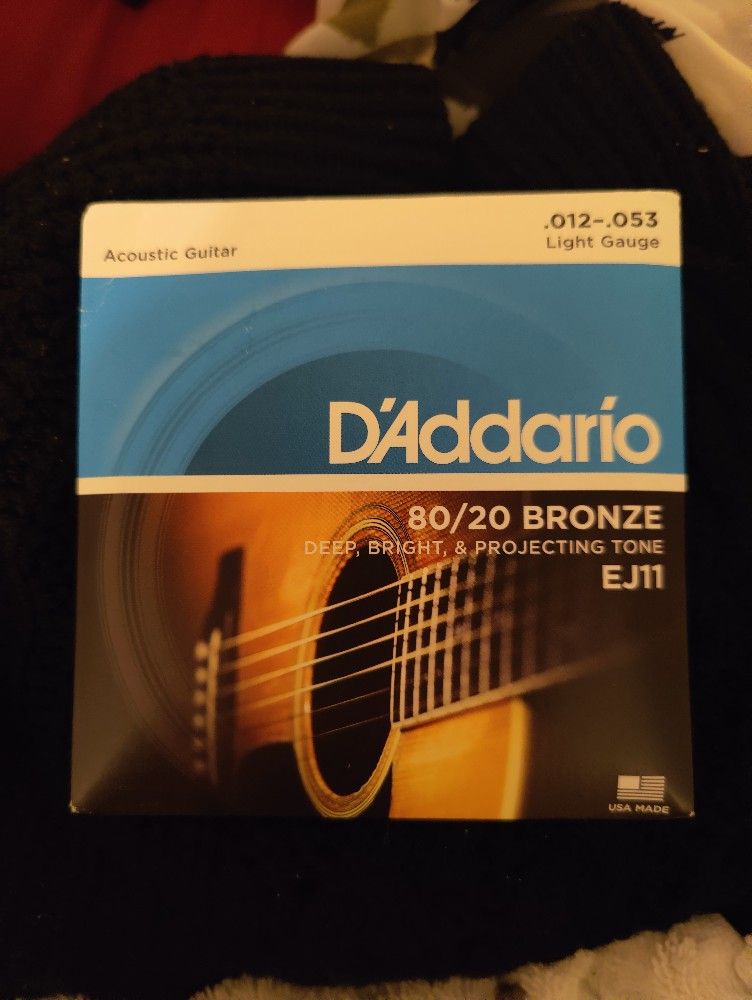 Acoustic Guitar
.012–.053
Light Gauge
D'Addario
80/20 BRONZE
DEEP, BRIGHT, & PROJECTING TONE
EJ11
USA MADE